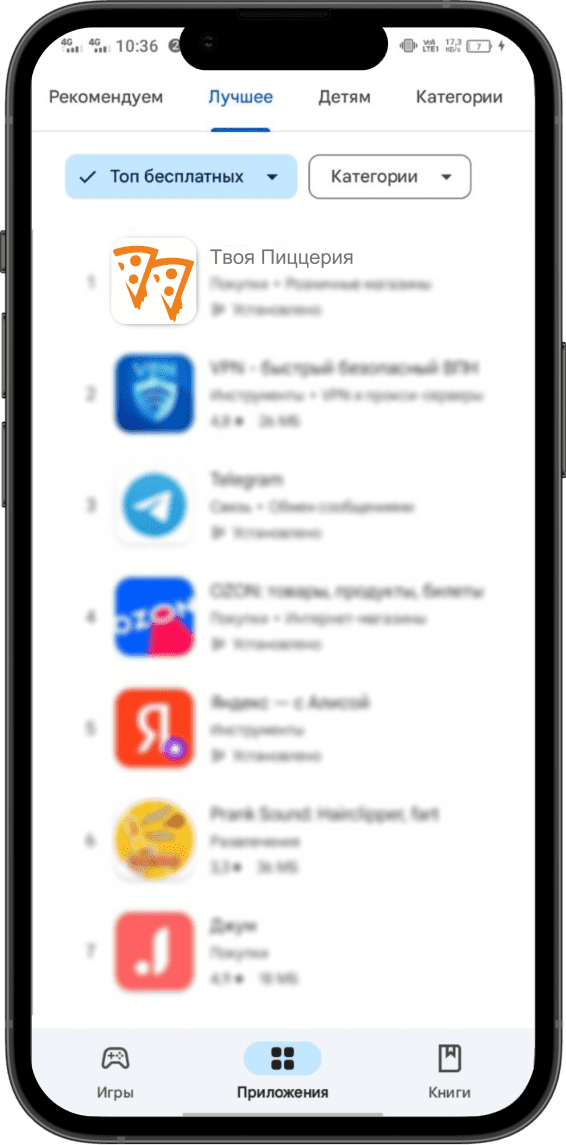 4G 4G 10:36 2 Vo) LTE1 17,3 КБ/s 7
Рекомендуем Лучшее Детям Категории
Топ бесплатных Категории
1
Твоя Пиццерия
Покупки • Розничные магазины
Установлено
2
VPN - быстрый безопасный ВПН
Инструменты • VPN и прокси-серверы
4,8 26 МБ
3
Telegram
Связь • Обмен сообщениями
Установлено
4
OZON
OZON: товары, продукты, билеты
Покупки • Интернет-магазины
Установлено
5
Я
Яндекс — с Алисой
Инструменты
Установлено
6
Prank Sound: Hairclipper, fart
Развлечения
3,3 36 МБ
7
Джум
Покупки
4,9 18 МБ
Игры Приложения Книги